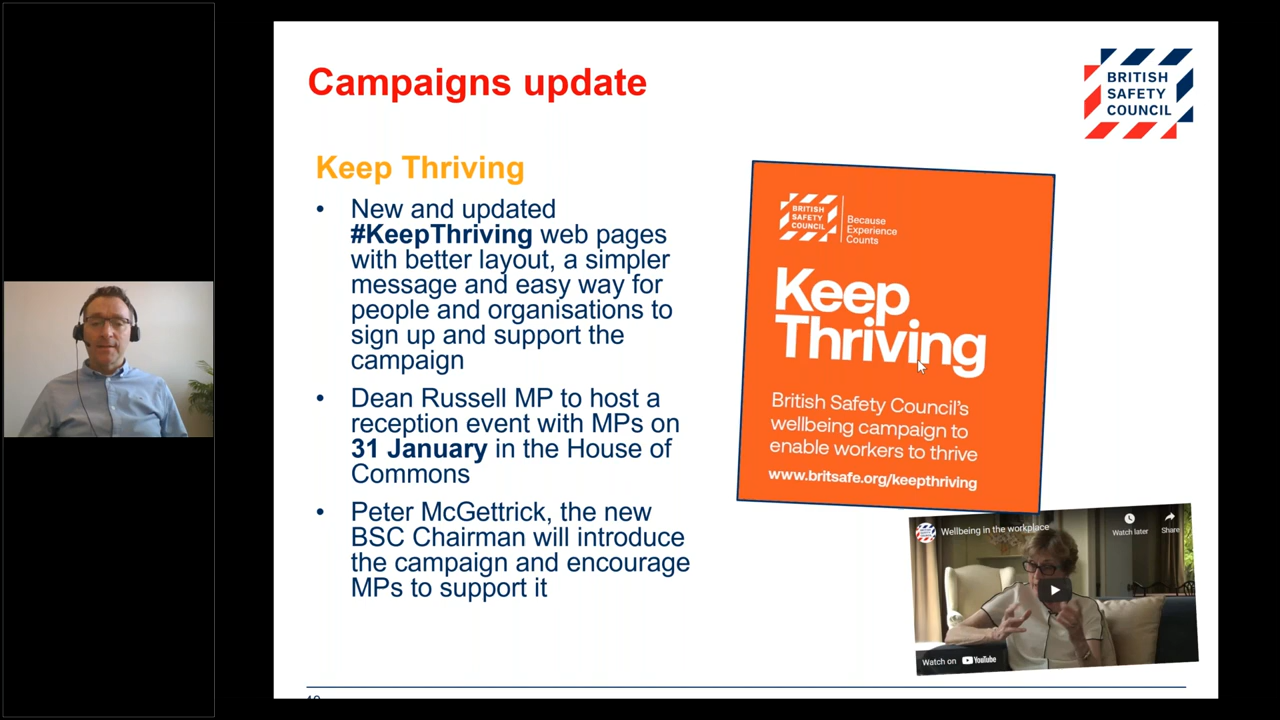 Campaigns update
BRITISH
SAFETY
COUNCIL
Keep Thriving
• New and updated
#KeepThriving web pages
with better layout, a simpler
message and easy way for
people and organisations to
sign up and support the
campaign
• Dean Russell MP to host a
reception event with MPs on
31 January in the House of
Commons
• Peter McGettrick, the new
BSC Chairman will introduce
the campaign and encourage
MPs to support it
BRITISH
SAFETY
COUNCIL
Because
Experience
Counts
Keep
Thriving
British Safety Council's
wellbeing campaign to
enable workers to thrive
www.britsafe.org/keepthriving
Wellbeing in the workplace
Watch later
Share
Watch on YouTube